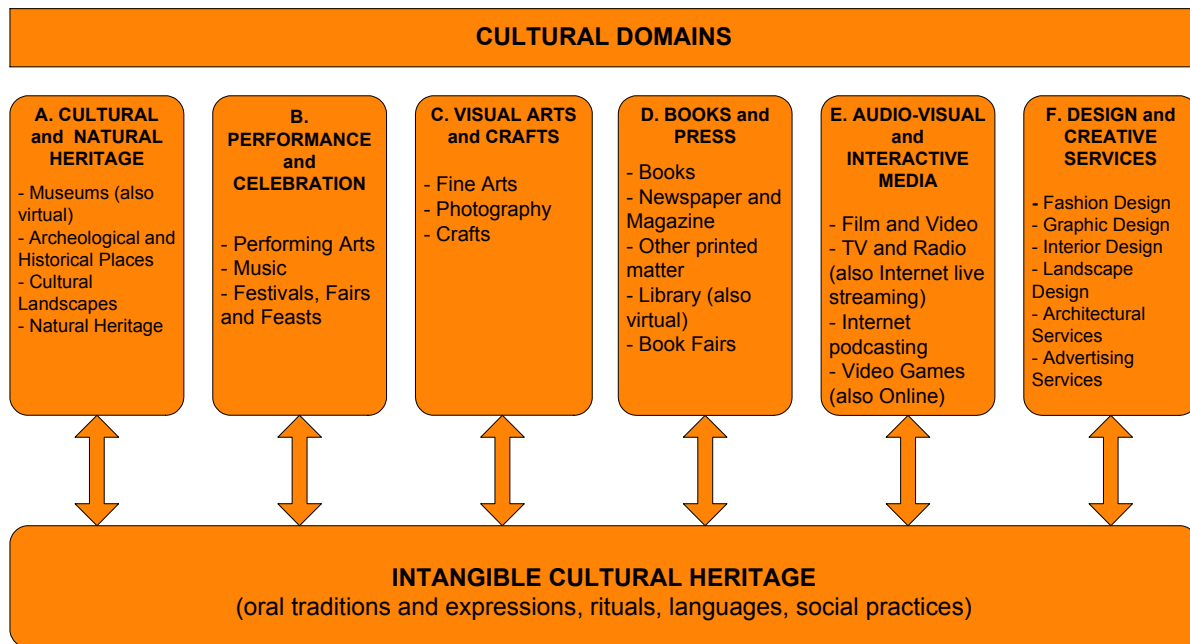 CULTURAL DOMAINS
A. CULTURAL
and NATURAL
HERITAGE
- Museums (also
virtual)
- Archeological and
Historical Places
- Cultural
Landscapes
- Natural Heritage
B.
PERFORMANCE
and
CELEBRATION
- Performing Arts
- Music
- Festivals, Fairs
and Feasts
C. VISUAL ARTS
and CRAFTS
- Fine Arts
- Photography
- Crafts
D. BOOKS and
PRESS
- Books
- Newspaper and
Magazine
- Other printed
matter
- Library (also
virtual)
- Book Fairs
E. AUDIO-VISUAL
and
INTERACTIVE
MEDIA
- Film and Video
- TV and Radio
(also Internet live
streaming)
- Internet
podcasting
- Video Games
(also Online)
F. DESIGN and
CREATIVE
SERVICES
- Fashion Design
- Graphic Design
- Interior Design
- Landscape
Design
- Architectural
Services
- Advertising
Services
INTANGIBLE CULTURAL HERITAGE
(oral traditions and expressions, rituals, languages, social practices)